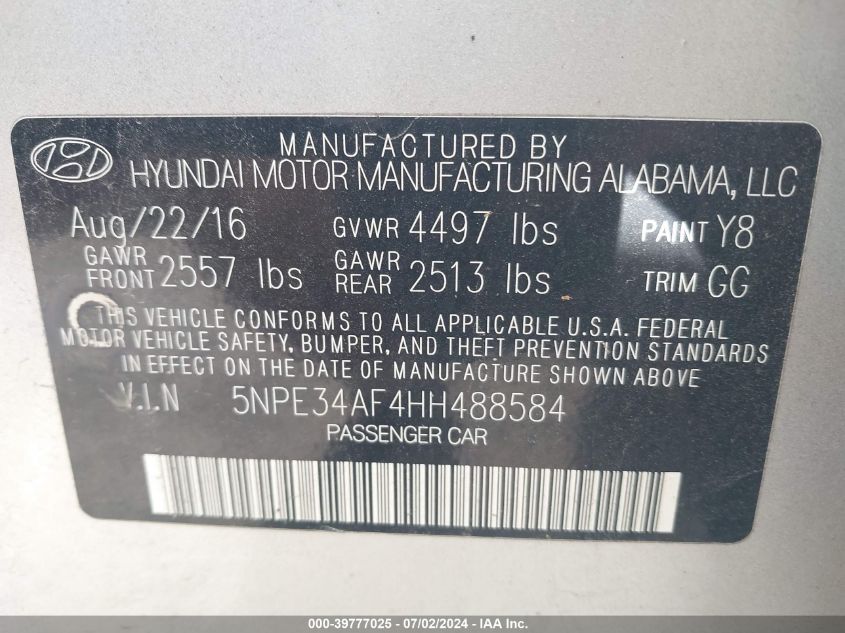 MANUFACTURED BY
HYUNDAI MOTOR MANUFACTURING ALABAMA, LLC
Aug/22/16 GVWR 4497 lbs PAINT Y8
GAWR FRONT 2557 lbs GAWR REAR 2513 lbs TRIM GG
THIS VEHICLE CONFORMS TO ALL APPLICABLE U.S.A. FEDERAL
MOTOR VEHICLE SAFETY, BUMPER, AND THEFT PREVENTION STANDARDS
IN EFFECT ON THE DATE OF MANUFACTURE SHOWN ABOVE
V.I.N 5NPE34AF4HH488584
PASSENGER CAR
000-39777025 - 07/02/2024 - IAA Inc.